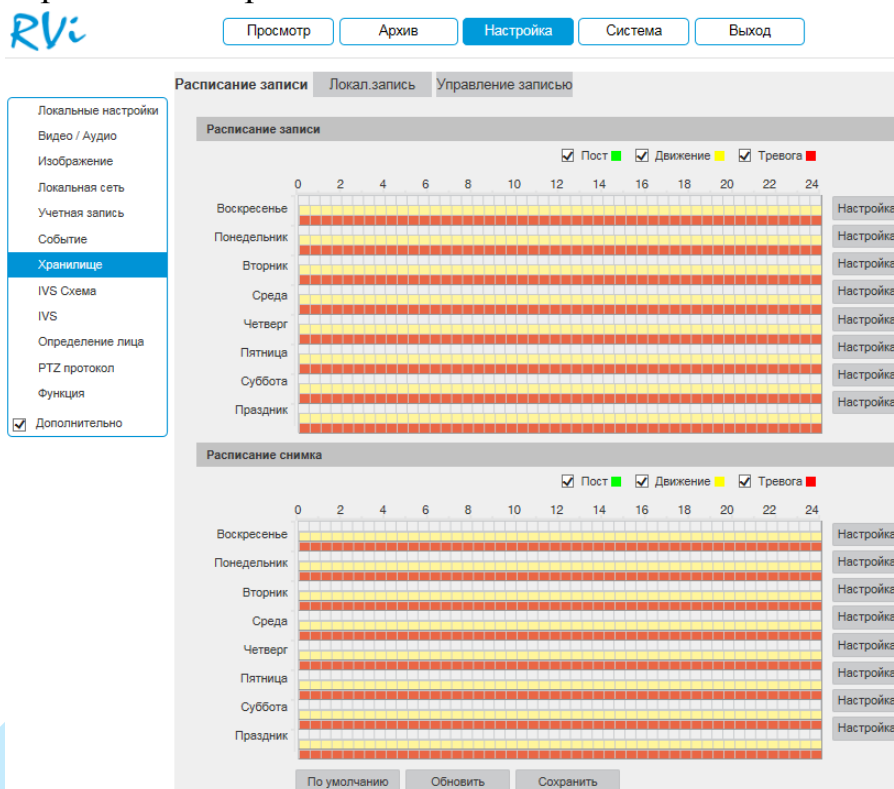 RVi
Просмотр Архив Настройка Система Выход
Расписание записи Локал.запись Управление записью
Локальные настройки
Видео / Аудио
Изображение
Локальная сеть
Учетная запись
Событие
Хранилище
IVS Схема
IVS
Определение лица
PTZ протокол
Функция
Дополнительно
Расписание записи
Пост Движение Тревога
0 2 4 6 8 10 12 14 16 18 20 22 24
Воскресенье Настройка
Понедельник Настройка
Вторник Настройка
Среда Настройка
Четверг Настройка
Пятница Настройка
Суббота Настройка
Праздник Настройка
Расписание снимка
Пост Движение Тревога
0 2 4 6 8 10 12 14 16 18 20 22 24
Воскресенье Настройка
Понедельник Настройка
Вторник Настройка
Среда Настройка
Четверг Настройка
Пятница Настройка
Суббота Настройка
Праздник Настройка
По умолчанию Обновить Сохранить